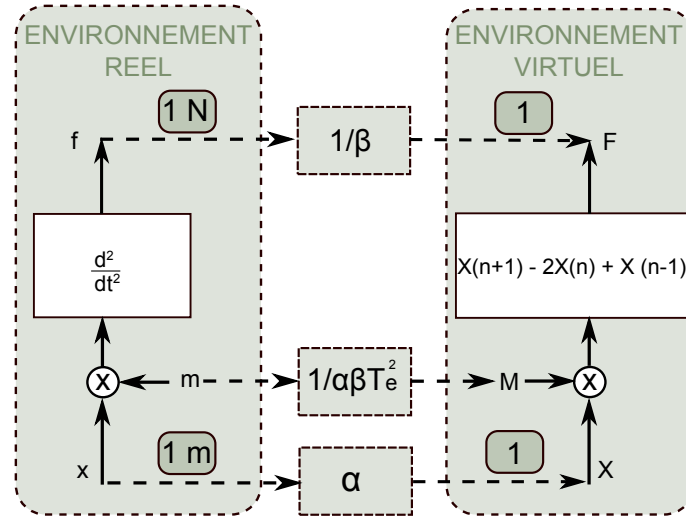 ENVIRONNEMENT
REEL
ENVIRONNEMENT
VIRTUEL
1 N
1
f
1/β
F
d²
dt²
X(n+1) - 2X(n) + X (n-1)
X
m
1/αβTe²
M
X
1 m
1
x
α
X